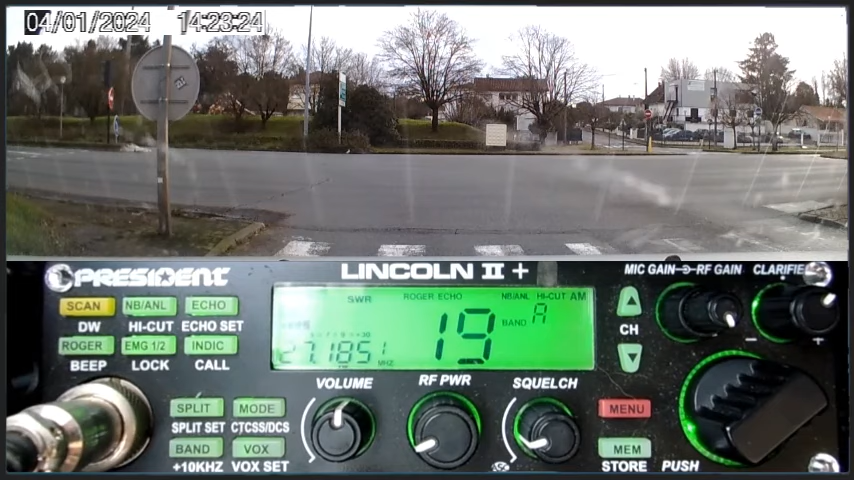 04/01/2024 14:23:24
PRESIDENT LINCOLN II + MIC GAIN RF GAIN CLARIFIER
SCAN NB/ANL ECHO
DW HI-CUT ECHO SET
ROGER EMG 1/2 INDIC
BEEP LOCK CALL
SWR ROGER ECHO NB/ANL HI-CUT AM
19 BAND A
27.185 MHZ
CH
- +
VOLUME RF PWR SQUELCH
SPLIT MODE
SPLIT SET CTCSS/DCS
BAND VOX
+10KHZ VOX SET
MENU
MEM
STORE PUSH